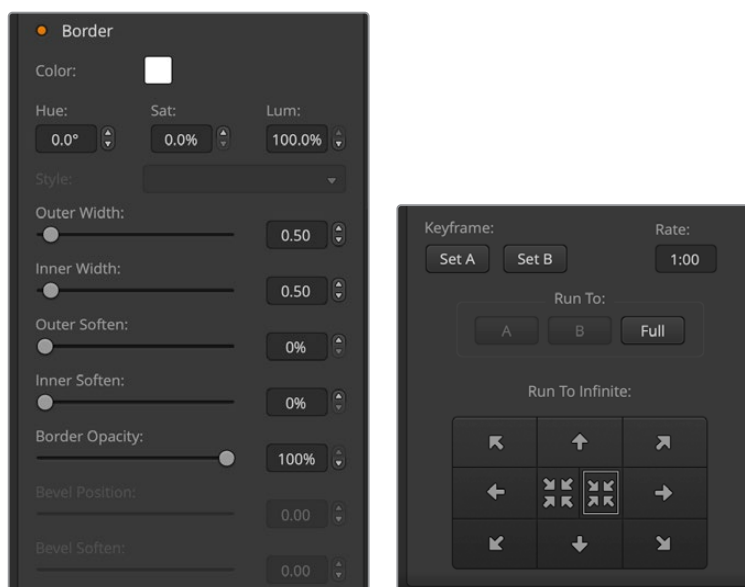 Border
Color:
Hue: Sat: Lum:
0.0° 0.0% 100.0%
Style:
Outer Width:
0.50
Inner Width:
0.50
Outer Soften:
0%
Inner Soften:
0%
Border Opacity:
100%
Bevel Position:
0.00
Bevel Soften:
0.00
Keyframe: Rate:
Set A Set B 1:00
Run To:
A B Full
Run To Infinite: